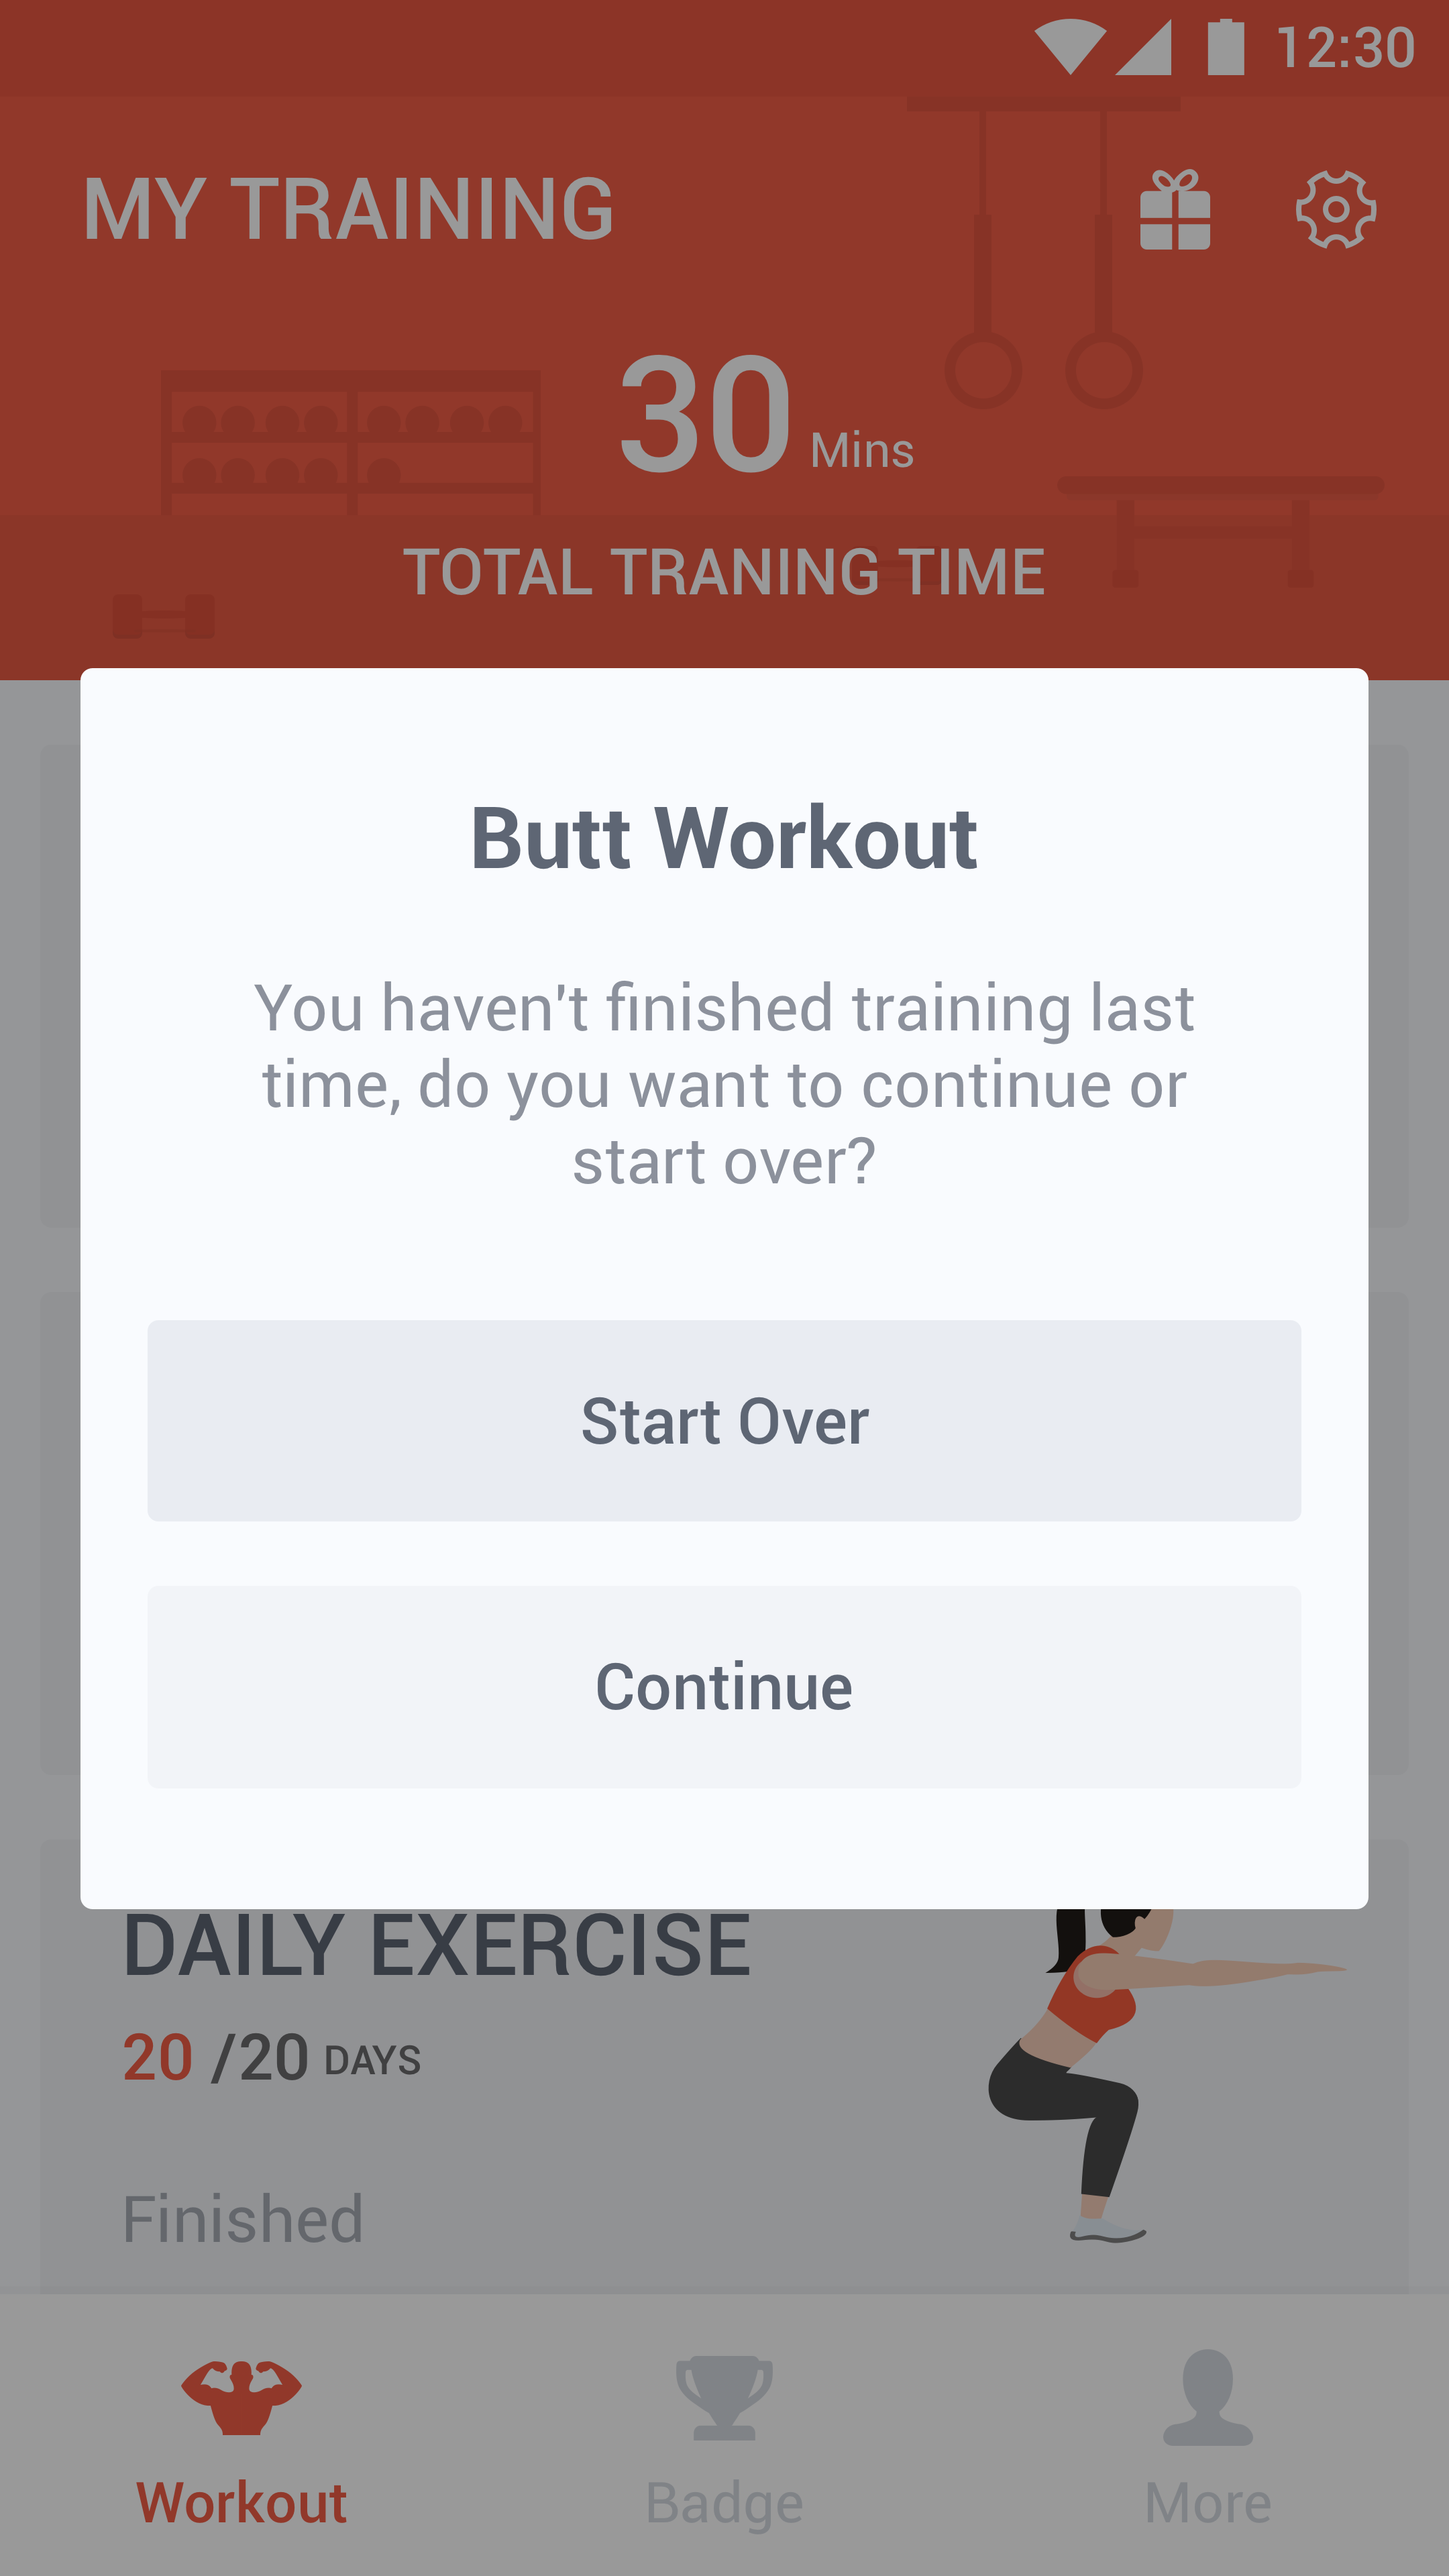 12:30
MY TRAINING
30 Mins
TOTAL TRANING TIME
Butt Workout
You haven't finished training last
time, do you want to continue or
start over?
Start Over
Continue
DAILY EXERCISE
20 /20 DAYS
Finished
Workout
Badge
More